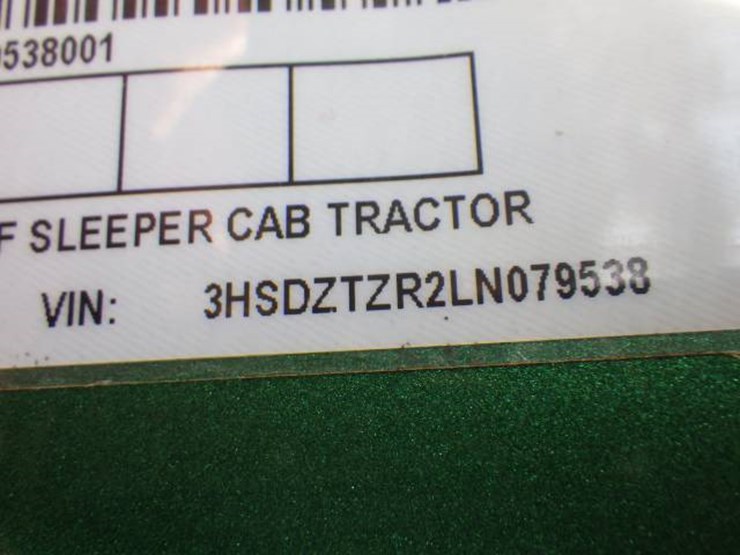 538001
F SLEEPER CAB TRACTOR
VIN: 3HSDZTZR2LN079538